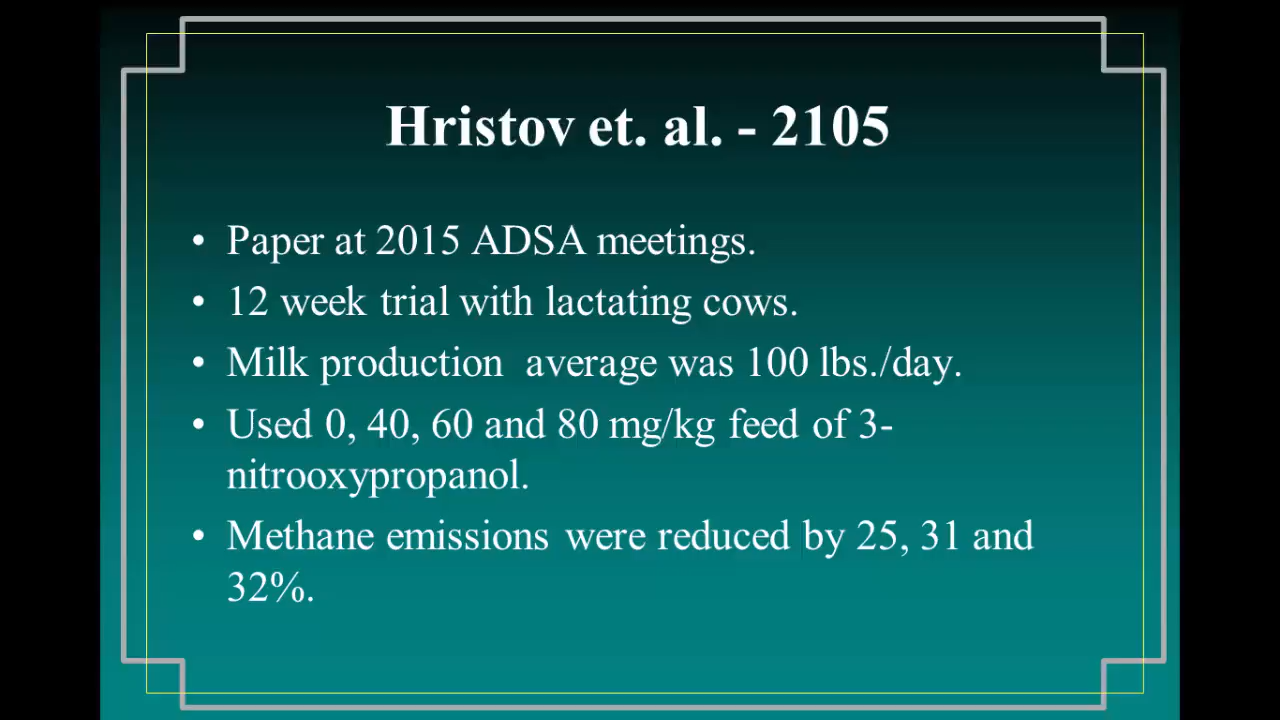 Hristov et. al. - 2105
• Paper at 2015 ADSA meetings.
• 12 week trial with lactating cows.
• Milk production  average was 100 lbs./day.
• Used 0, 40, 60 and 80 mg/kg feed of 3-
nitrooxypropanol.
• Methane emissions were reduced by 25, 31 and
32%.